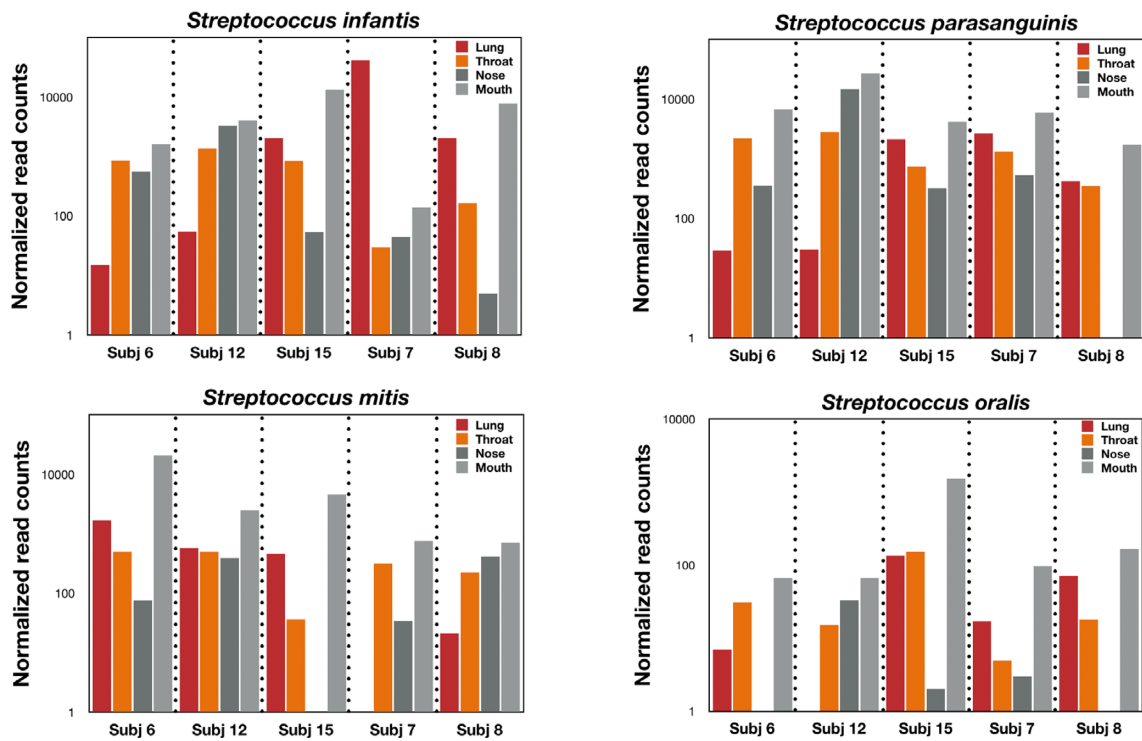 Streptococcus infantis
Normalized read counts
10000
100
1
Lung
Throat
Nose
Mouth
Subj 6 Subj 12 Subj 15 Subj 7 Subj 8
Streptococcus parasanguinis
Normalized read counts
10000
100
1
Lung
Throat
Nose
Mouth
Subj 6 Subj 12 Subj 15 Subj 7 Subj 8
Streptococcus mitis
Normalized read counts
10000
100
1
Lung
Throat
Nose
Mouth
Subj 6 Subj 12 Subj 15 Subj 7 Subj 8
Streptococcus oralis
Normalized read counts
10000
100
1
Lung
Throat
Nose
Mouth
Subj 6 Subj 12 Subj 15 Subj 7 Subj 8